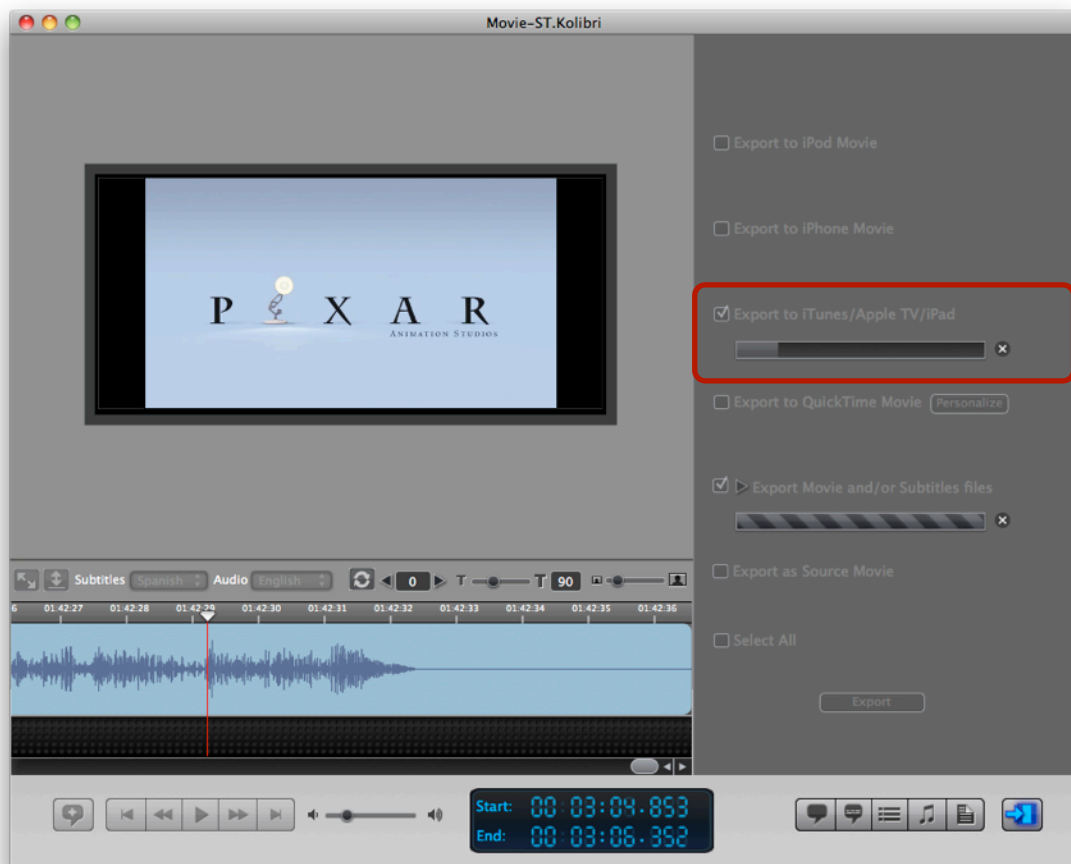 Movie-ST.Kolibri
P I X A R
ANIMATION STUDIOS
Export to iPod Movie
Export to iPhone Movie
Export to iTunes/Apple TV/iPad
Export to QuickTime Movie Personalize
Export Movie and/or Subtitles files
Export as Source Movie
Select All
Export
Subtitles Spanish Audio English 0 T T 90
6 01:42:27 01:42:28 01:42:29 01:42:30 01:42:31 01:42:32 01:42:33 01:42:34 01:42:35 01:42:36
Start: 00:03:04.853
End: 00:03:06.352